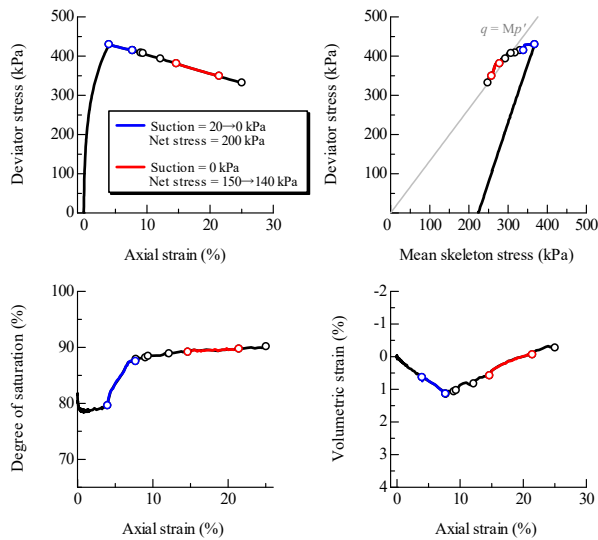 500
400
300
200
100
0
Deviator stress (kPa)
Suction = 20→0 kPa
Net stress = 200 kPa
Suction = 0 kPa
Net stress = 150→140 kPa
0 10 20 30
Axial strain (%)
500
400
300
200
100
0
Deviator stress (kPa)
q = Mp′
0 100 200 300 400 500
Mean skeleton stress (kPa)
100
90
80
70
65
Degree of saturation (%)
0 10 20
Axial strain (%)
-2
-1
0
1
2
3
4
Volumetric strain (%)
0 10 20 30
Axial strain (%)